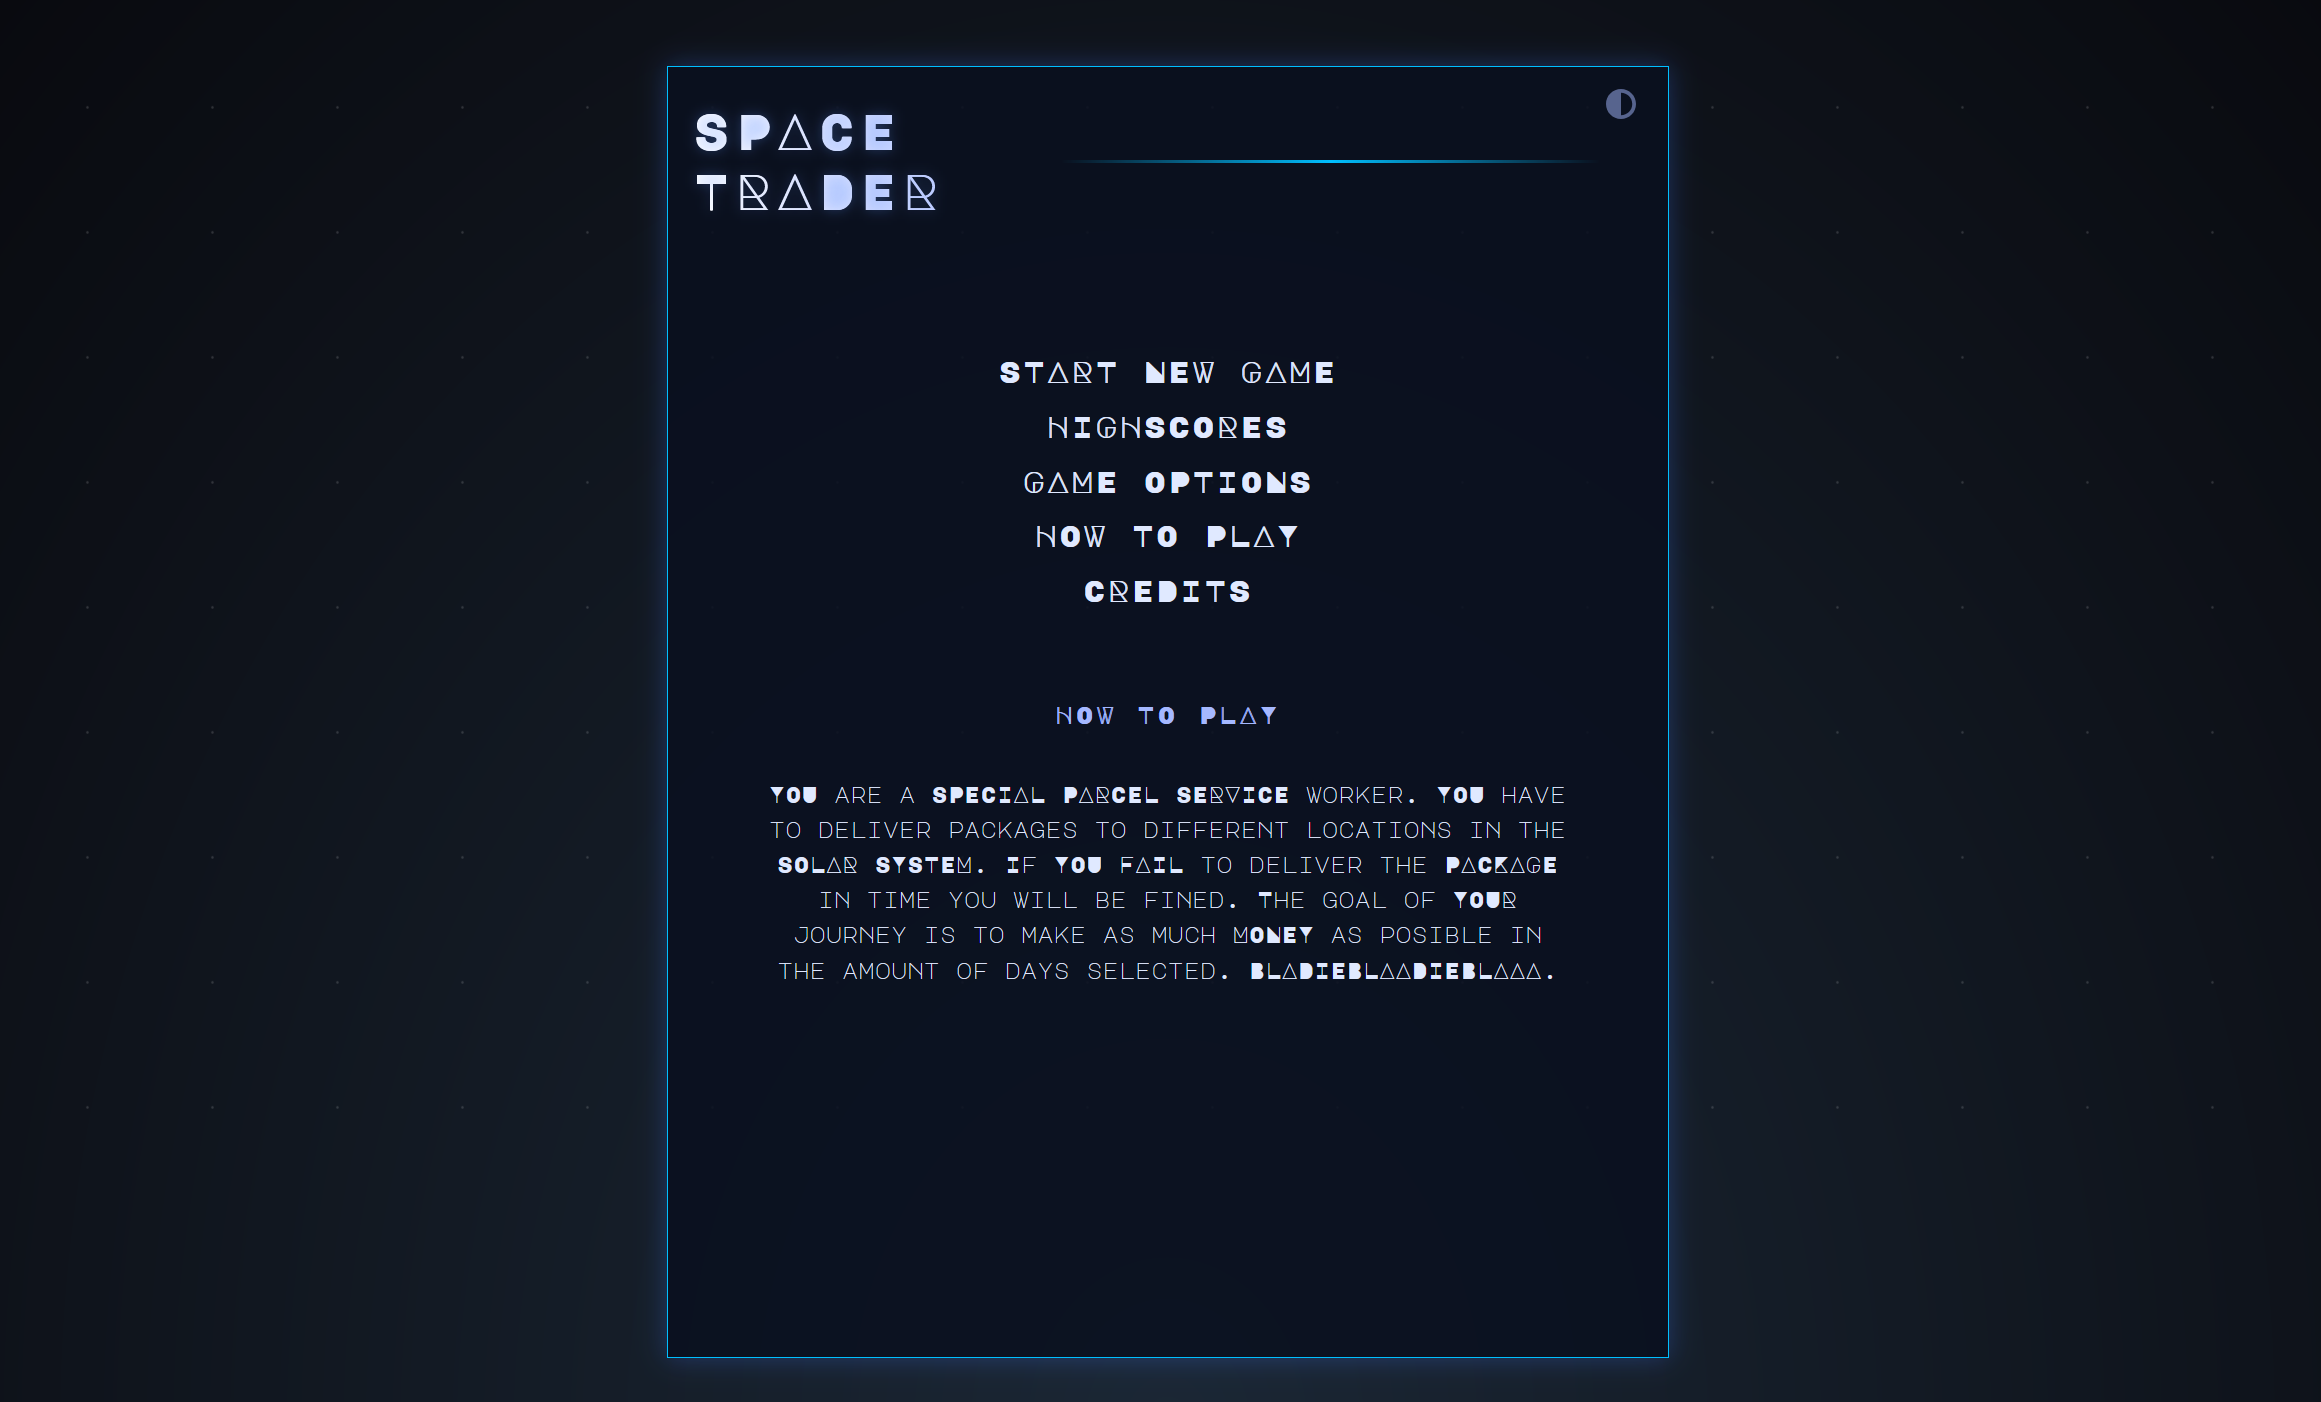 SPACE
TRADER
START NEW GAME
HIGHSCORES
GAME OPTIONS
HOW TO PLAY
CREDITS
HOW TO PLAY
YOU ARE A SPECIAL PARCEL SERVICE WORKER. YOU HAVE
TO DELIVER PACKAGES TO DIFFERENT LOCATIONS IN THE
SOLAR SYSTEM. IF YOU FAIL TO DELIVER THE PACKAGE
IN TIME YOU WILL BE FINED. THE GOAL OF YOUR
JOURNEY IS TO MAKE AS MUCH MONEY AS POSIBLE IN
THE AMOUNT OF DAYS SELECTED. BLADIEBLAADIEBLAAA.